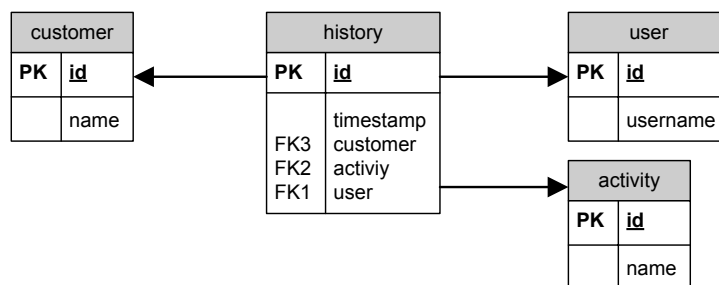 customer
PK id
name
history
PK id
timestamp
FK3 customer
FK2 activiy
FK1 user
user
PK id
username
activity
PK id
name